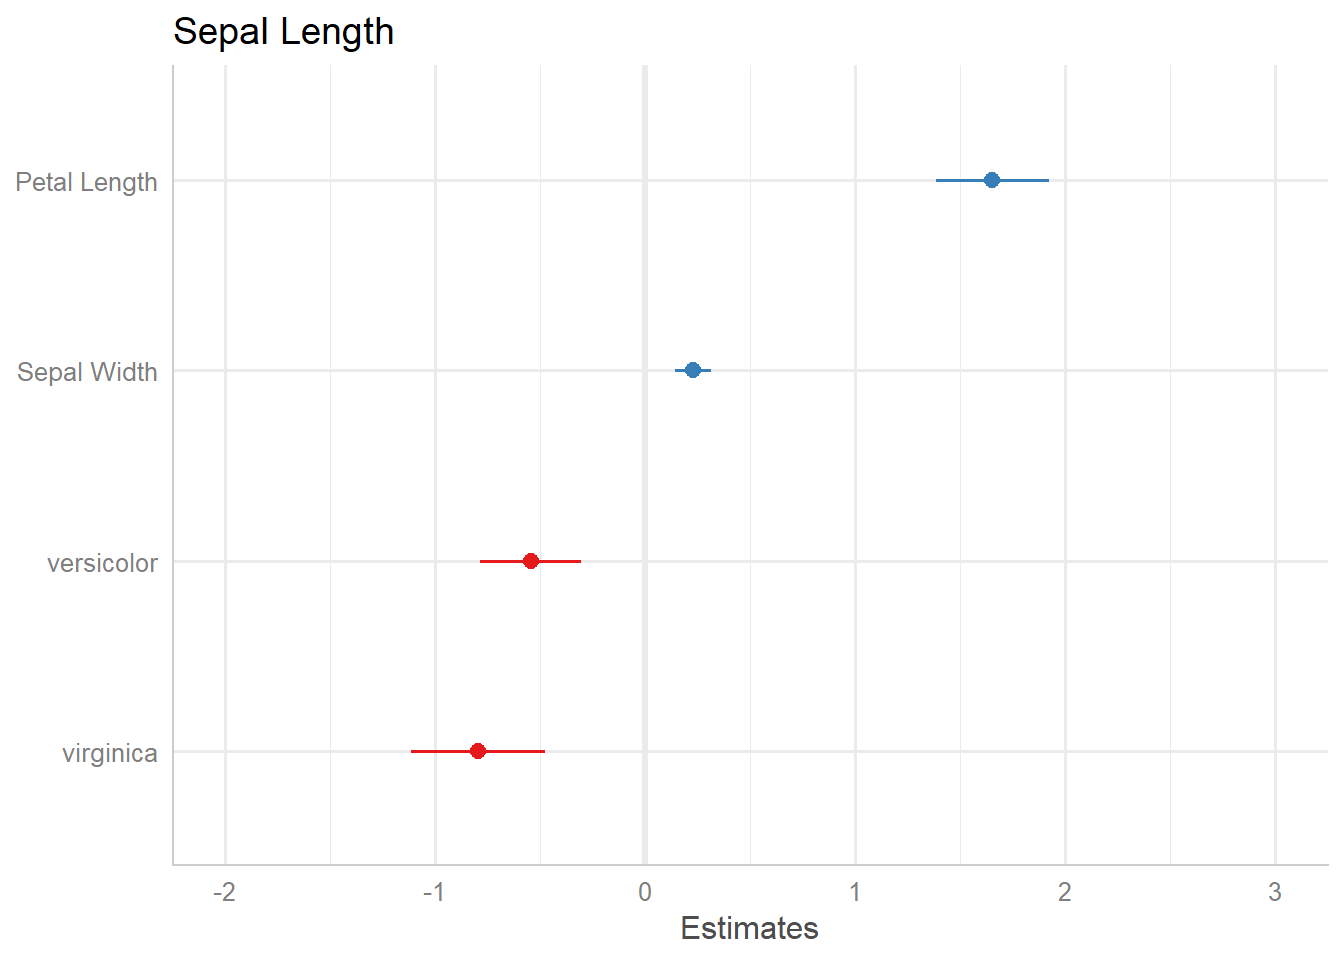 Sepal Length
Petal Length
Sepal Width
versicolor
virginica
-2 -1 0 1 2 3
Estimates